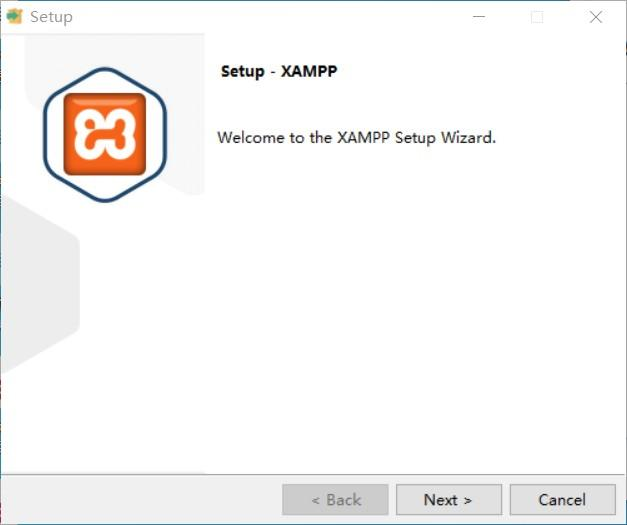 Setup
Setup - XAMPP
Welcome to the XAMPP Setup Wizard.
< Back
Next >
Cancel